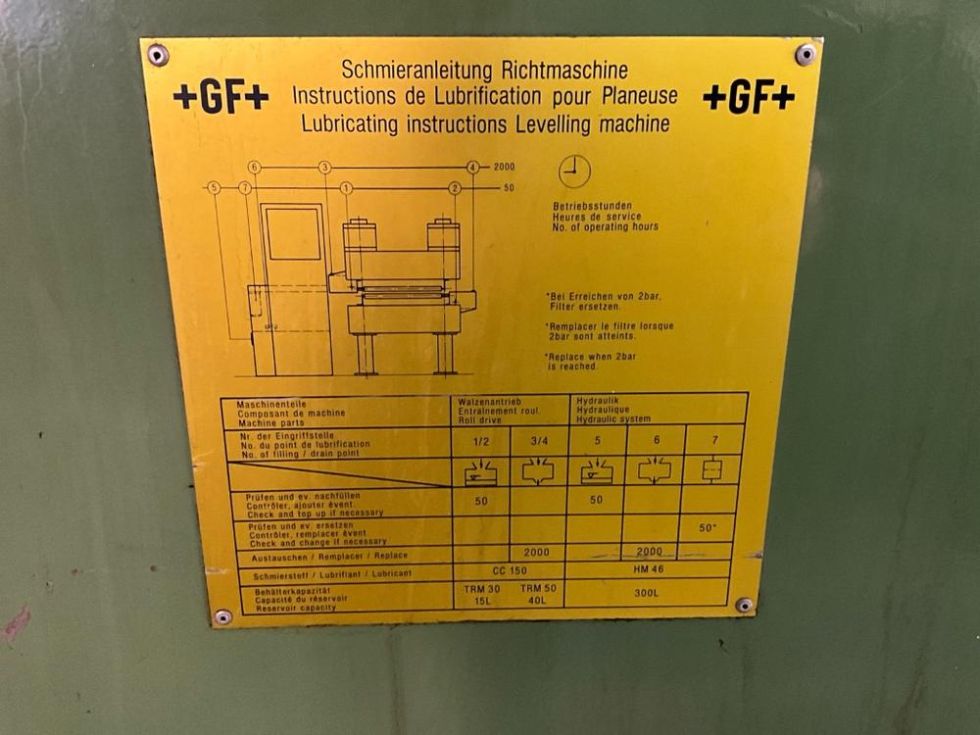 +GF+
Schmieranleitung Richtmaschine
Instructions de Lubrification pour Planeuse
Lubricating instructions Levelling machine
+GF+
6 3 4 2000
5 7 1 2 50
Betriebsstunden
Heures de service
No. of operating hours
*Bei Erreichen von 2bar,
Filter ersetzen.
*Remplacer le filtre lorsque
2bar sont atteints.
*Replace when 2bar
is reached.
Maschinenteile
Composant de machine
Machine parts
Walzenantrieb
Entraînement roul.
Roll drive
Hydraulik
Hydraulique
Hydraulic system
Nr. der Eingriffstelle
No. du point de lubrification
No. of filling / drain point
1/2 3/4 5 6 7
Prüfen und ev. nachfüllen
Contrôler, ajouter évent.
Check and top up if necessary
50 50
Prüfen und ev. ersetzen
Contrôler, remplacer évent
Check and change if necessary
50*
Austauschen / Remplacer / Replace 2000 2000
Schmierstoff / Lubrifiant / Lubricant CC 150 HM 46
Behälterkapazität
Capacité du réservoir
Reservoir capacity
TRM 30 TRM 50
15L 40L
300L